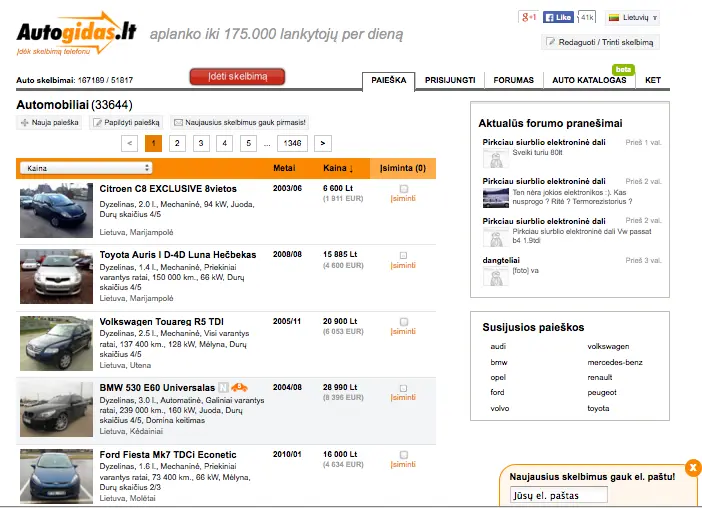 Autogidas.lt
Įdėk skelbimą telefonu
aplanko iki 175.000 lankytojų per dieną
g+1 Like 41k
Lietuvių
Redaguoti / Trinti skelbimą
Auto skelbimai: 167189 / 51817
Įdėti skelbimą
PAIEŠKA PRISIJUNGTI FORUMAS AUTO KATALOGAS beta KET
Automobiliai (33644)
Nauja paieška Papildyti paiešką Naujausius skelbimus gauk pirmasis!
< 1 2 3 4 5 ... 1346 >
Kaina Metai Kaina ↓ Įsiminta (0)
Citroen C8 EXCLUSIVE 8vietos 2003/06 6 600 Lt
(1 911 EUR) Įsiminti
Dyzelinas, 2.0 l., Mechaninė, 94 kW, Juoda,
Durų skaičius 4/5
Lietuva, Marijampolė
Toyota Auris I D-4D Luna Hečbekas 2008/08 15 885 Lt
(4 600 EUR) Įsiminti
Dyzelinas, 1.4 l., Mechaninė, Priekiniai
varantys ratai, 150 000 km., 66 kW, Durų
skaičius 4/5
Lietuva, Marijampolė
Volkswagen Touareg R5 TDI 2005/11 20 900 Lt
(6 053 EUR) Įsiminti
Dyzelinas, 2.5 l., Mechaninė, Visi varantys
ratai, 137 400 km., 128 kW, Mėlyna, Durų
skaičius 4/5
Lietuva, Utena
BMW 530 E60 Universalas N 2004/08 28 990 Lt
(8 396 EUR) Įsiminti
Dyzelinas, 3.0 l., Automatinė, Galiniai varantys
ratai, 239 000 km., 160 kW, Juoda, Durų
skaičius 4/5, Domina keitimas
Lietuva, Kėdainiai
Ford Fiesta Mk7 TDCi Econetic 2010/01 16 000 Lt
(4 634 EUR) Įsiminti
Dyzelinas, 1.6 l., Mechaninė, Priekiniai
varantys ratai, 73 400 km., 66 kW, Mėlyna,
Durų skaičius 2/3
Lietuva, Molėtai
Aktualūs forumo pranešimai
Pirkciau siurblio elektroninė dali Prieš 1 val.
Sveiki turiu 80lt
Pirkciau siurblio elektroninė dali Prieš 2 val.
Ten nėra jokios elektronikos :). Kas
nusprogo ? Ritė ? Termorezistorius ?
Pirkciau siurblio elektroninė dali Prieš 2 val.
Pirkciau siurblio elektroninė dali Vw passat
b4 1.9tdi
dangteliai Prieš 3 val.
[foto] va
Susijusios paieškos
audi volkswagen
bmw mercedes-benz
opel renault
ford peugeot
volvo toyota
X
Naujausius skelbimus gauk el. paštu!
Jūsų el. paštas